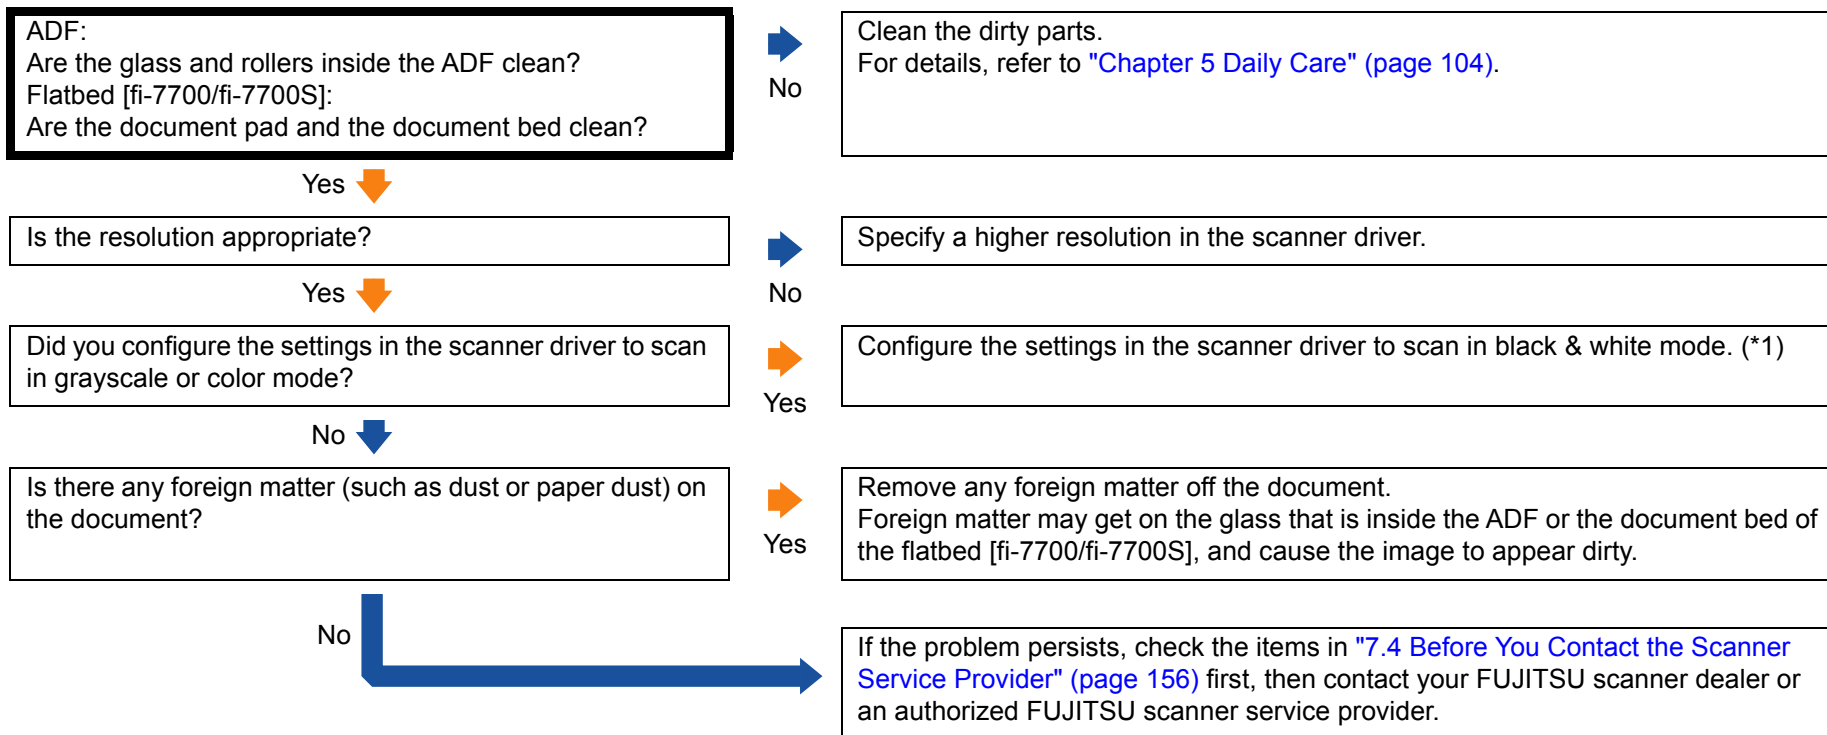 ADF:
Are the glass and rollers inside the ADF clean?
Flatbed [fi-7700/fi-7700S]:
Are the document pad and the document bed clean?
No
Clean the dirty parts.
For details, refer to "Chapter 5 Daily Care" (page 104).
Yes
Is the resolution appropriate?
No
Specify a higher resolution in the scanner driver.
Yes
Did you configure the settings in the scanner driver to scan
in grayscale or color mode?
Yes
Configure the settings in the scanner driver to scan in black & white mode. (*1)
No
Is there any foreign matter (such as dust or paper dust) on
the document?
Yes
Remove any foreign matter off the document.
Foreign matter may get on the glass that is inside the ADF or the document bed of
the flatbed [fi-7700/fi-7700S], and cause the image to appear dirty.
No
If the problem persists, check the items in "7.4 Before You Contact the Scanner
Service Provider" (page 156) first, then contact your FUJITSU scanner dealer or
an authorized FUJITSU scanner service provider.